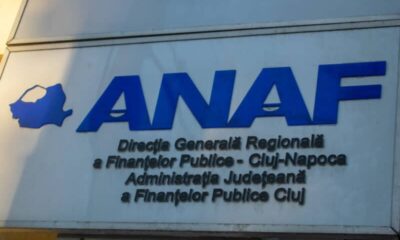 ANAF
Direcția Generală Regională
a Finanțelor Publice - Cluj-Napoca
Administrația Județeană
a Finanțelor Publice Cluj